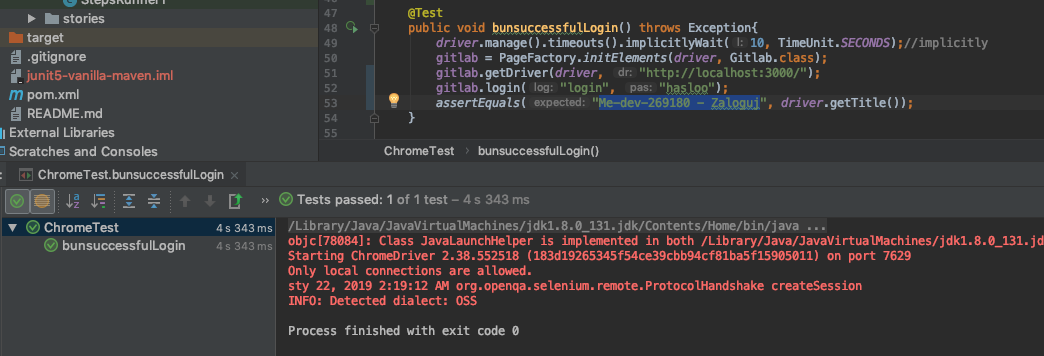 StepsRunner1
stories
target
.gitignore
junit5-vanilla-maven.iml
pom.xml
README.md
External Libraries
Scratches and Consoles
46
47 @Test
48 public void bunsuccessfulLogin() throws Exception{
49 driver.manage().timeouts().implicitlyWait( l: 10, TimeUnit.SECONDS);//implicitly
50 gitlab = PageFactory.initElements(driver, Gitlab.class);
51 gitlab.getDriver(driver, dr: "http://localhost:3000/");
52 gitlab.login( log: "login", pas: "hasloo");
53 assertEquals( expected: "Me-dev-269180 - Zaloguj", driver.getTitle());
54 }
55
ChromeTest > bunsuccessfulLogin()
: ChromeTest.bunsuccessfulLogin ×
» Tests passed: 1 of 1 test – 4 s 343 ms
ChromeTest 4 s 343 ms
bunsuccessfulLogin 4 s 343 ms
/Library/Java/JavaVirtualMachines/jdk1.8.0_131.jdk/Contents/Home/bin/java ...
objc[78084]: Class JavaLaunchHelper is implemented in both /Library/Java/JavaVirtualMachines/jdk1.8.0_131.jd
Starting ChromeDriver 2.38.552518 (183d19265345f54ce39cbb94cf81ba5f15905011) on port 7629
Only local connections are allowed.
sty 22, 2019 2:19:12 AM org.openqa.selenium.remote.ProtocolHandshake createSession
INFO: Detected dialect: OSS
Process finished with exit code 0